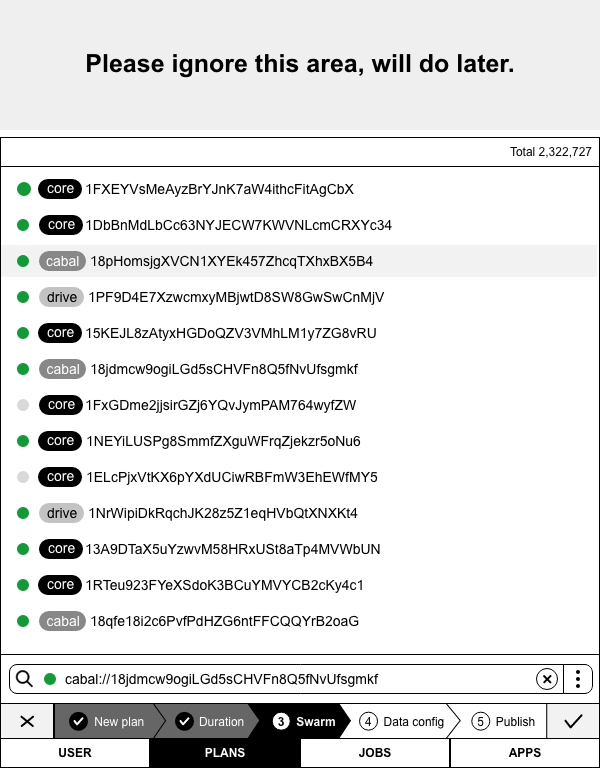 Please ignore this area, will do later.
Total 2,322,727
core 1FXEYVsMeAyzBrYJnK7aW4ithcFitAgCbX
core 1DbBnMdLbCc63NYJECW7KWVNLcmCRXYc34
cabal 18pHomsjgXVCN1XYEk457ZhcqTXhxBX5B4
drive 1PF9D4E7XzwcmxyMBjwtD8SW8GwSwCnMjV
core 15KEJL8zAtyxHGDoQZV3VMhLM1y7ZG8vRU
cabal 18jdmcw9ogiLGd5sCHVFn8Q5fNvUfsgmkf
core 1FxGDme2jjsirGZj6YQvJymPAM764wyfZW
core 1NEYiLUSPg8SmmfZXguWFrqZjekzr5oNu6
core 1ELcPjxVtKX6pYXdUCiwRBFmW3EhEWfMY5
drive 1NrWipiDkRqchJK28z5Z1eqHVbQtXNXKt4
core 13A9DTaX5uYzwvM58HRxUSt8aTp4MVWbUN
core 1RTeu923FYeXSdoK3BCuYMVYCB2cKy4c1
cabal 18qfe18i2c6PvfPdHZG6ntFFCQQYrB2oaG
cabal://18jdmcw9ogiLGd5sCHVFn8Q5fNvUfsgmkf
New plan Duration 3 Swarm 4 Data config 5 Publish
USER PLANS JOBS APPS